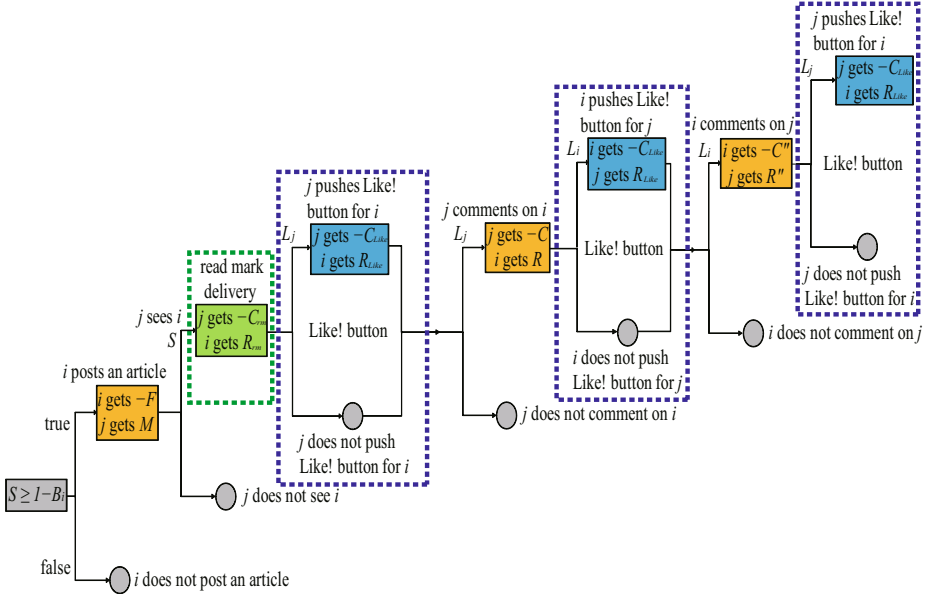 S ≥ 1−Bi
true
false
i does not post an article
i posts an article
i gets −F
j gets M
j does not see i
j sees i
S
read mark
delivery
j gets −Crm
i gets Rrm
j pushes Like!
button for i
Lj
j gets −CLike
i gets RLike
Like! button
j does not push
Like! button for i
j comments on i
Lj
j gets −C
i gets R
j does not comment on i
i pushes Like!
button for j
Li
i gets −CLike
j gets RLike
Like! button
i does not push
Like! button for j
i comments on j
Li
i gets −C″
j gets R″
i does not comment on j
j pushes Like!
button for i
Lj
j gets −CLike
i gets RLike
Like! button
j does not push
Like! button for i